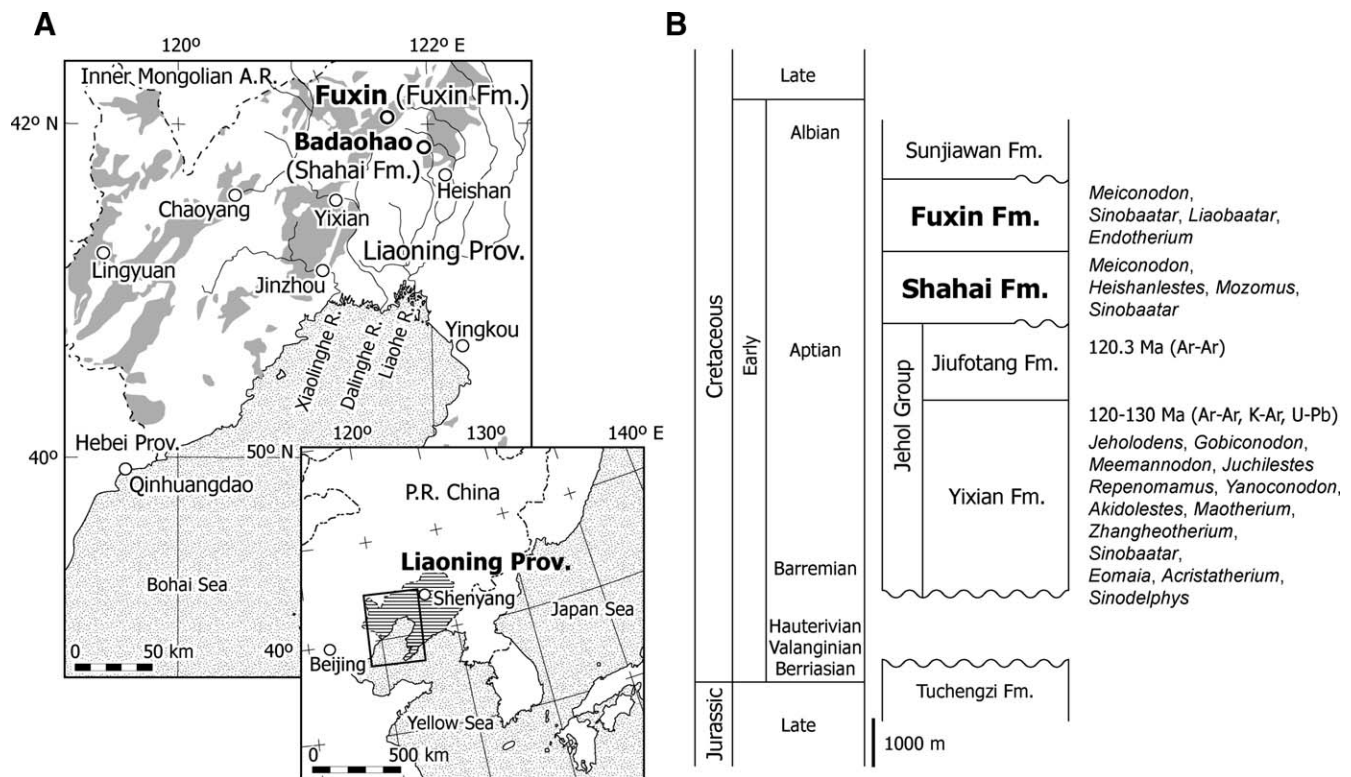 A
120º
122º E
Inner Mongolian A.R.
Fuxin (Fuxin Fm.)
42º N
Badaohao
(Shahai Fm.)
Heishan
Chaoyang
Yixian
Liaoning Prov.
Lingyuan
Jinzhou
Yingkou
Xiaolinghe R.
Dalinghe R.
Liaohe R.
Hebei Prov.
40º
Qinhuangdao
Bohai Sea
0 50 km
120º
130º
140º E
50º N
P.R. China
Liaoning Prov.
Shenyang
Japan Sea
40º
Beijing
Yellow Sea
0 500 km
B
Late
Albian
Sunjiawan Fm.
Fuxin Fm.
Meiconodon,
Sinobaatar, Liaobaatar,
Endotherium
Shahai Fm.
Meiconodon,
Heishanlestes, Mozomus,
Sinobaatar
Cretaceous
Early
Aptian
Jehol Group
Jiufotang Fm.
120.3 Ma (Ar-Ar)
Yixian Fm.
120-130 Ma (Ar-Ar, K-Ar, U-Pb)
Jeholodens, Gobiconodon,
Meemannodon, Juchilestes
Repenomamus, Yanoconodon,
Akidolestes, Maotherium,
Zhangheotherium,
Sinobaatar,
Eomaia, Acristatherium,
Sinodelphys
Barremian
Hauterivian
Valanginian
Berriasian
Tuchengzi Fm.
Jurassic
Late
1000 m